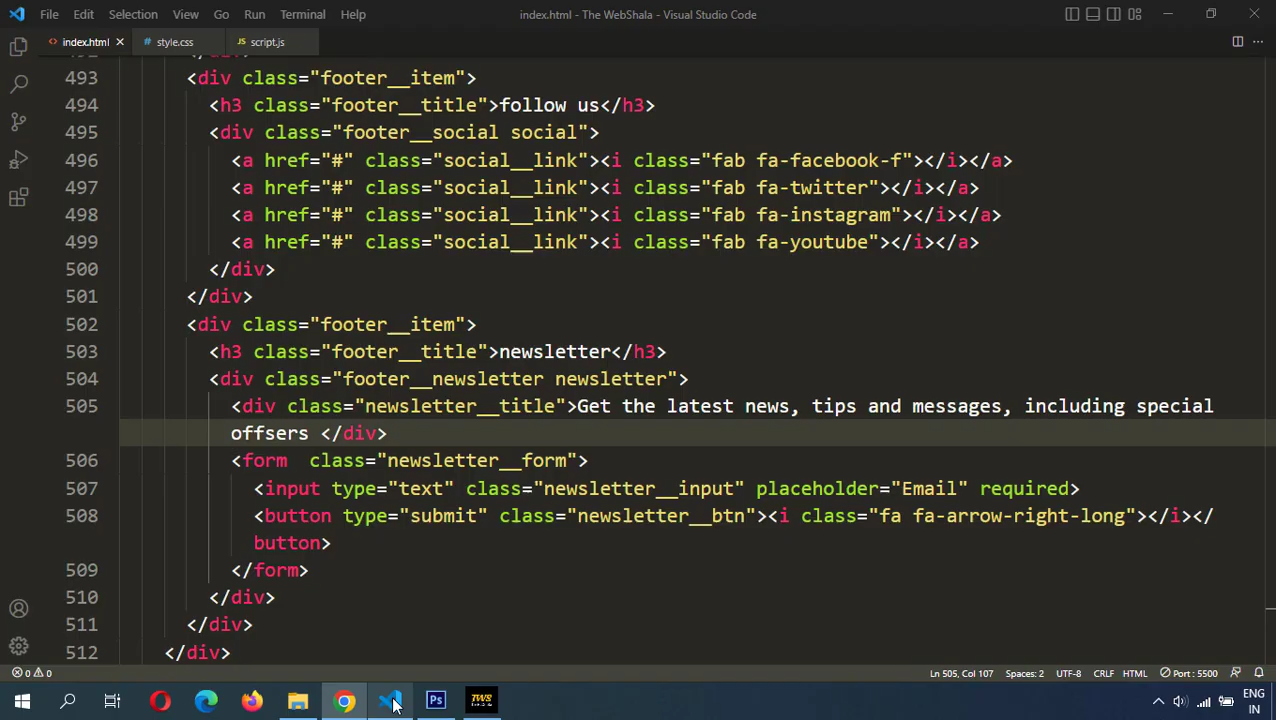 File Edit Selection View Go Run Terminal Help index.html - The WebShala - Visual Studio Code
index.html style.css script.js
493 <div class="footer__item">
494 <h3 class="footer__title">follow us</h3>
495 <div class="footer__social social">
496 <a href="#" class="social__link"><i class="fab fa-facebook-f"></i></a>
497 <a href="#" class="social__link"><i class="fab fa-twitter"></i></a>
498 <a href="#" class="social__link"><i class="fab fa-instagram"></i></a>
499 <a href="#" class="social__link"><i class="fab fa-youtube"></i></a>
500 </div>
501 </div>
502 <div class="footer__item">
503 <h3 class="footer__title">newsletter</h3>
504 <div class="footer__newsletter newsletter">
505 <div class="newsletter__title">Get the latest news, tips and messages, including special
offsers </div>
506 <form  class="newsletter__form">
507 <input type="text" class="newsletter__input" placeholder="Email" required>
508 <button type="submit" class="newsletter__btn"><i class="fa fa-arrow-right-long"></i></
button>
509 </form>
510 </div>
511 </div>
512 </div>
0 0 Ln 505, Col 107 Spaces: 2 UTF-8 CRLF HTML Port : 5500
Ps TWS ENG
IN